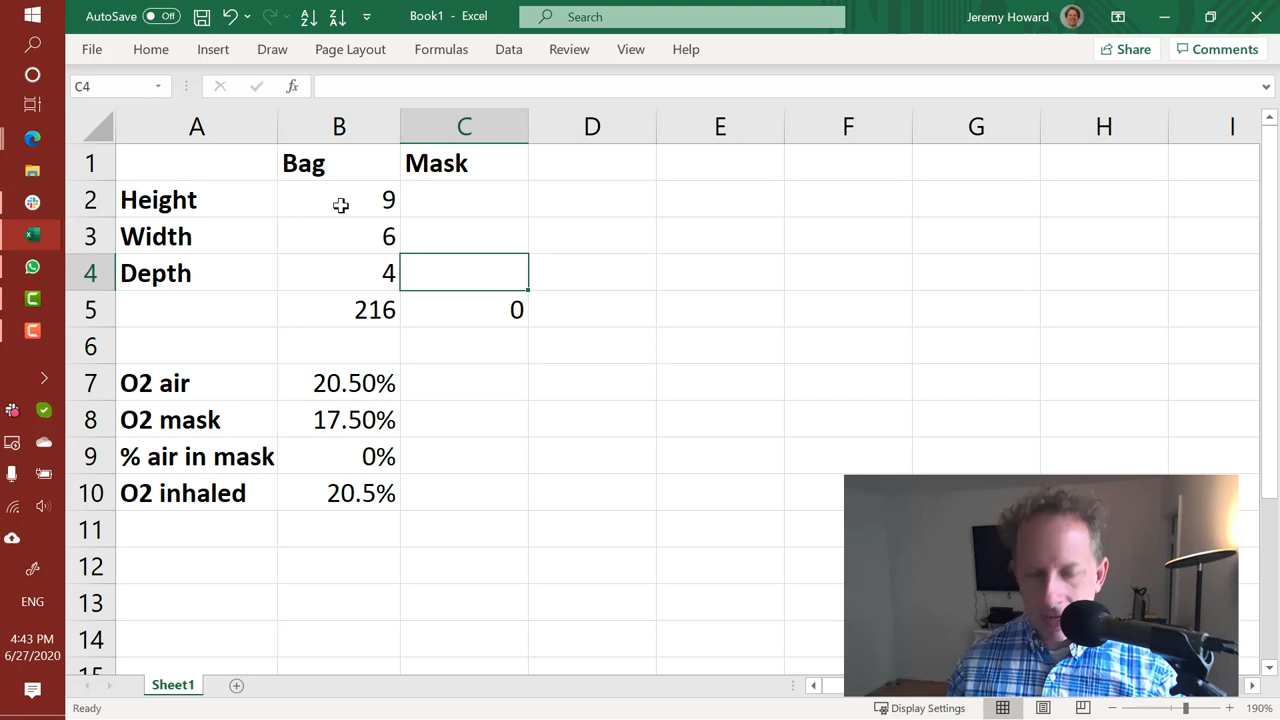 AutoSave Off Book1 - Excel Search Jeremy Howard
File Home Insert Draw Page Layout Formulas Data Review View Help Share Comments
C4 fx
A B C D E F G H I
1 Bag Mask
2 Height 9
3 Width 6
4 Depth 4
5 216 0
6
7 O2 air 20.50%
8 O2 mask 17.50%
9 % air in mask 0%
10 O2 inhaled 20.5%
11
12
13
14
15
ENG
4:43 PM
6/27/2020
Sheet1
Ready Display Settings 190%